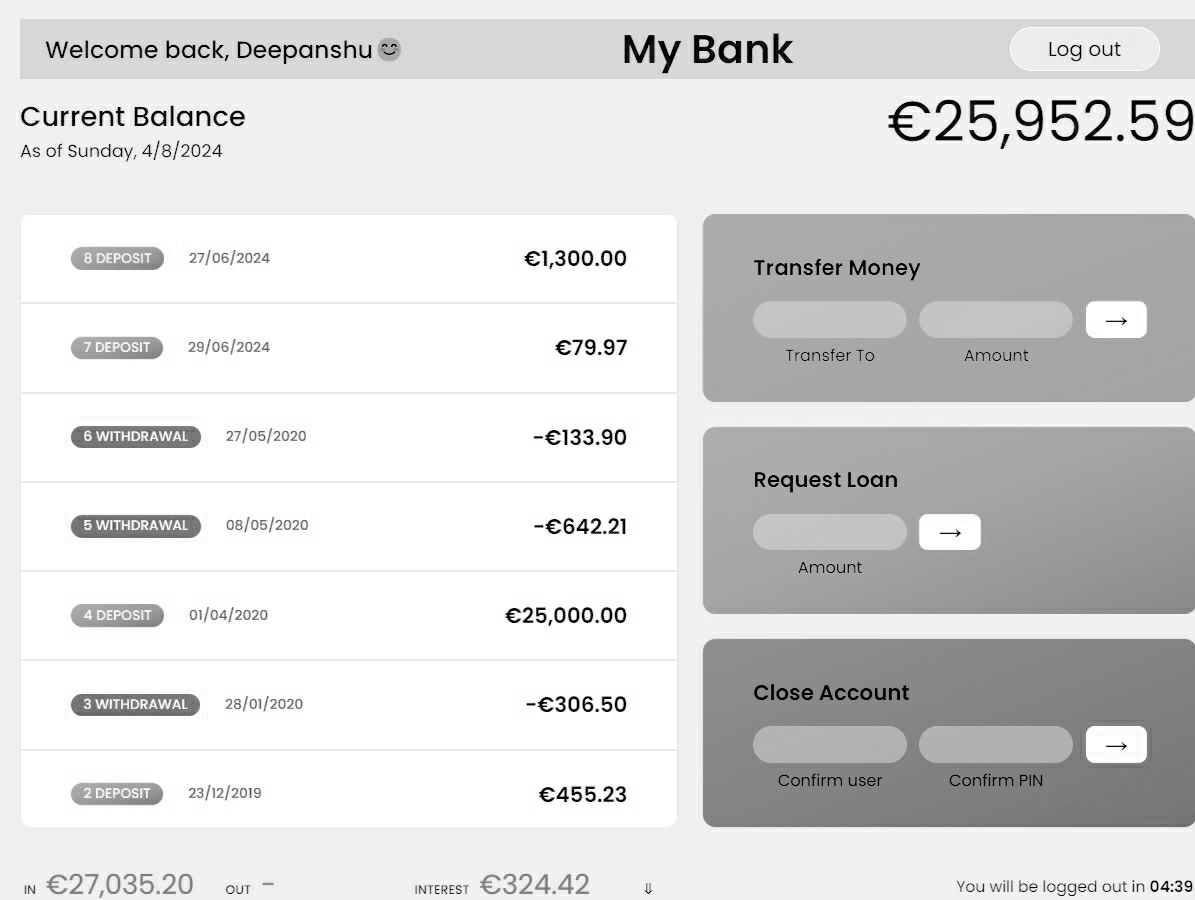 Welcome back, Deepanshu 😊
My Bank
Log out
Current Balance
As of Sunday, 4/8/2024
€25,952.59
8 DEPOSIT 27/06/2024 €1,300.00
7 DEPOSIT 29/06/2024 €79.97
6 WITHDRAWAL 27/05/2020 -€133.90
5 WITHDRAWAL 08/05/2020 -€642.21
4 DEPOSIT 01/04/2020 €25,000.00
3 WITHDRAWAL 28/01/2020 -€306.50
2 DEPOSIT 23/12/2019 €455.23
Transfer Money
→
Transfer To Amount
Request Loan
→
Amount
Close Account
→
Confirm user Confirm PIN
IN €27,035.20 OUT - INTEREST €324.42 ⇓
You will be logged out in 04:39